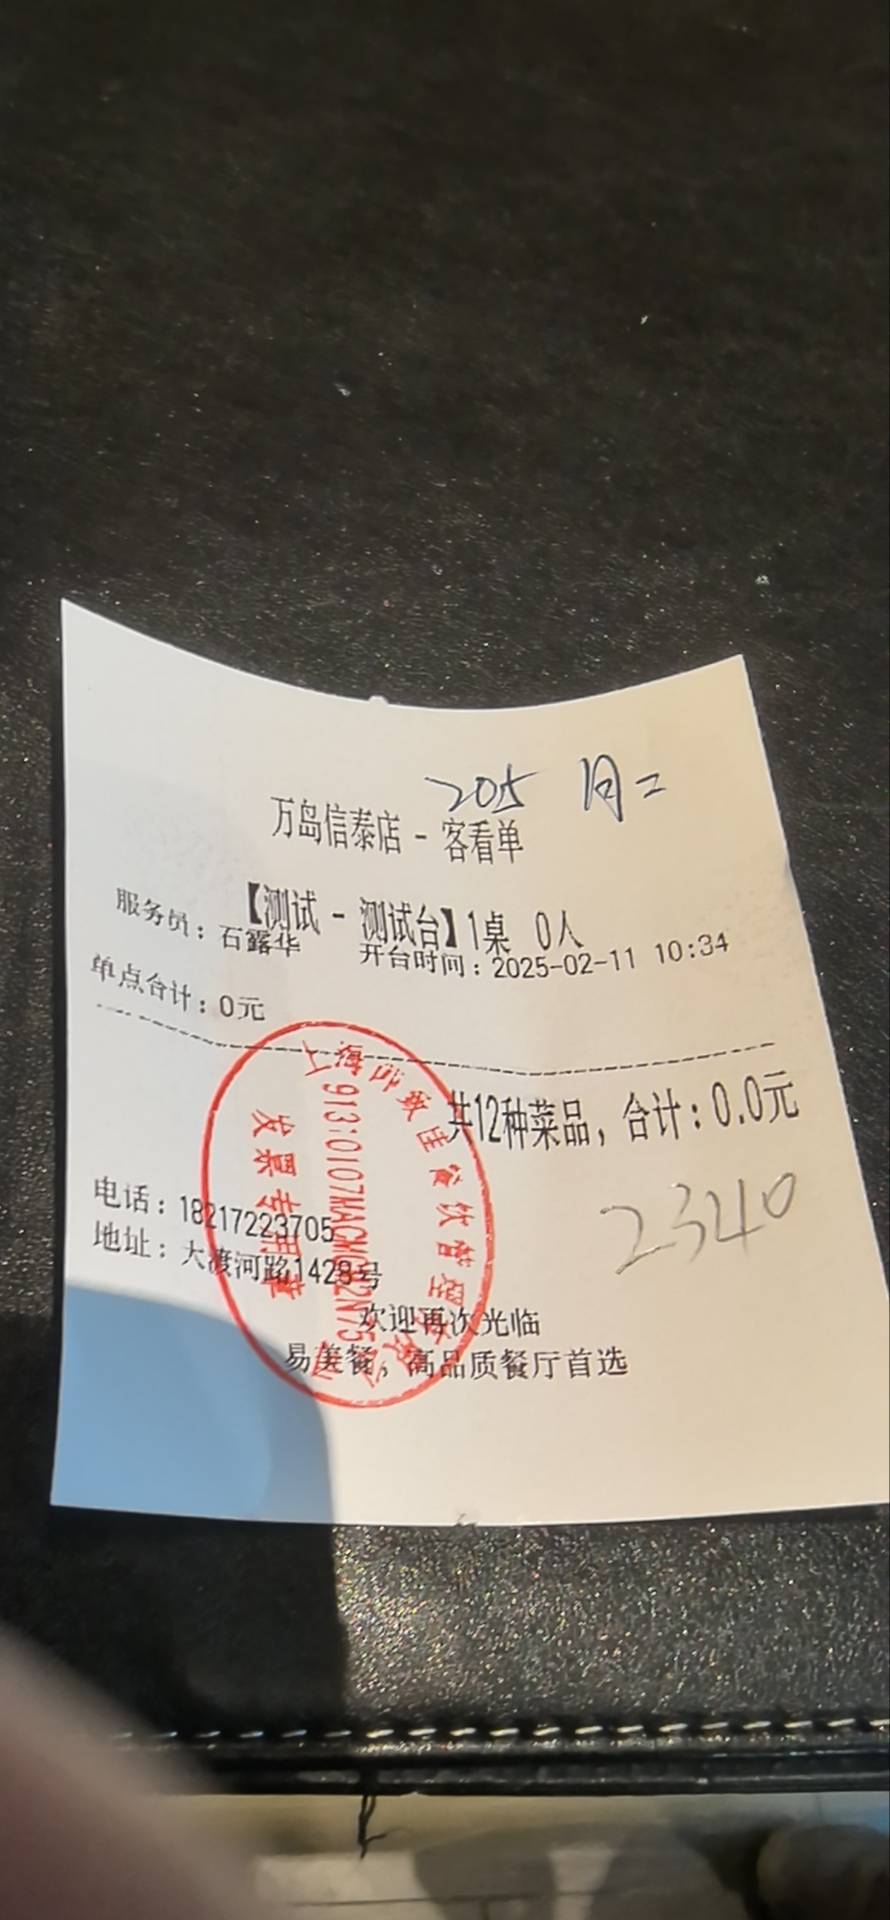 205
万岛信泰店 - 客看单
【测试 - 测试台】1桌 0人
服务员：石露华 开台时间：2025-02-11 10:34
单点合计：0元
共12种菜品，合计：0.0元
2340
电话：18217223705
地址：大渡河路1428号
欢迎再次光临
易美餐，高品质餐厅首选
发票专用章